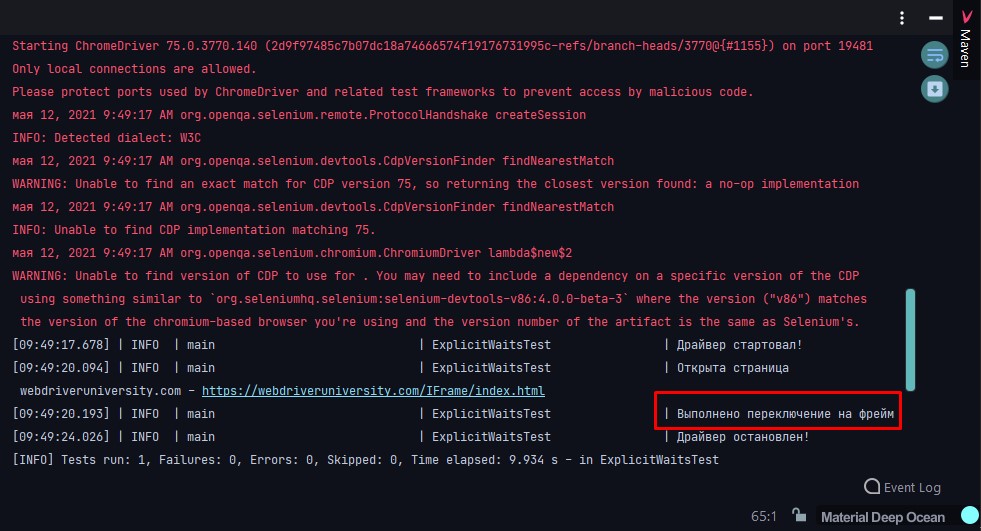 Maven
Starting ChromeDriver 75.0.3770.140 (2d9f97485c7b07dc18a74666574f19176731995c-refs/branch-heads/3770@{#1155}) on port 19481
Only local connections are allowed.
Please protect ports used by ChromeDriver and related test frameworks to prevent access by malicious code.
мая 12, 2021 9:49:17 AM org.openqa.selenium.remote.ProtocolHandshake createSession
INFO: Detected dialect: W3C
мая 12, 2021 9:49:17 AM org.openqa.selenium.devtools.CdpVersionFinder findNearestMatch
WARNING: Unable to find an exact match for CDP version 75, so returning the closest version found: a no-op implementation
мая 12, 2021 9:49:17 AM org.openqa.selenium.devtools.CdpVersionFinder findNearestMatch
INFO: Unable to find CDP implementation matching 75.
мая 12, 2021 9:49:17 AM org.openqa.selenium.chromium.ChromiumDriver lambda$new$2
WARNING: Unable to find version of CDP to use for . You may need to include a dependency on a specific version of the CDP
using something similar to `org.seleniumhq.selenium:selenium-devtools-v86:4.0.0-beta-3` where the version ("v86") matches
the version of the chromium-based browser you're using and the version number of the artifact is the same as Selenium's.
[09:49:17.678] | INFO | main | ExplicitWaitsTest | Драйвер стартовал!
[09:49:20.094] | INFO | main | ExplicitWaitsTest | Открыта страница
webdriveruniversity.com – https://webdriveruniversity.com/IFrame/index.html
[09:49:20.193] | INFO | main | ExplicitWaitsTest | Выполнено переключение на фрейм
[09:49:24.026] | INFO | main | ExplicitWaitsTest | Драйвер остановлен!
[INFO] Tests run: 1, Failures: 0, Errors: 0, Skipped: 0, Time elapsed: 9.934 s – in ExplicitWaitsTest
Event Log
65:1 Material Deep Ocean